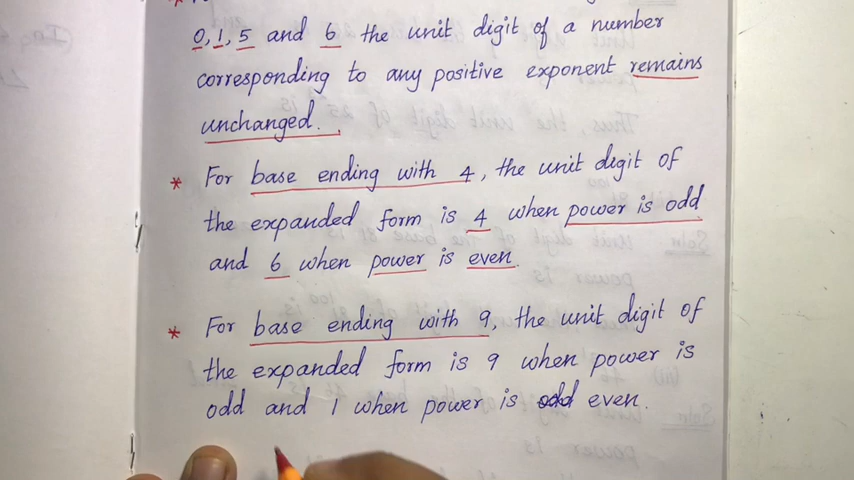 0, 1, 5 and 6 the unit digit of a number
corresponding to any positive exponent remains
unchanged.
* For base ending with 4, the unit digit of
the expanded form is 4 when power is odd
and 6 when power is even.
* For base ending with 9, the unit digit of
the expanded form is 9 when power is
odd and 1 when power is odd even.